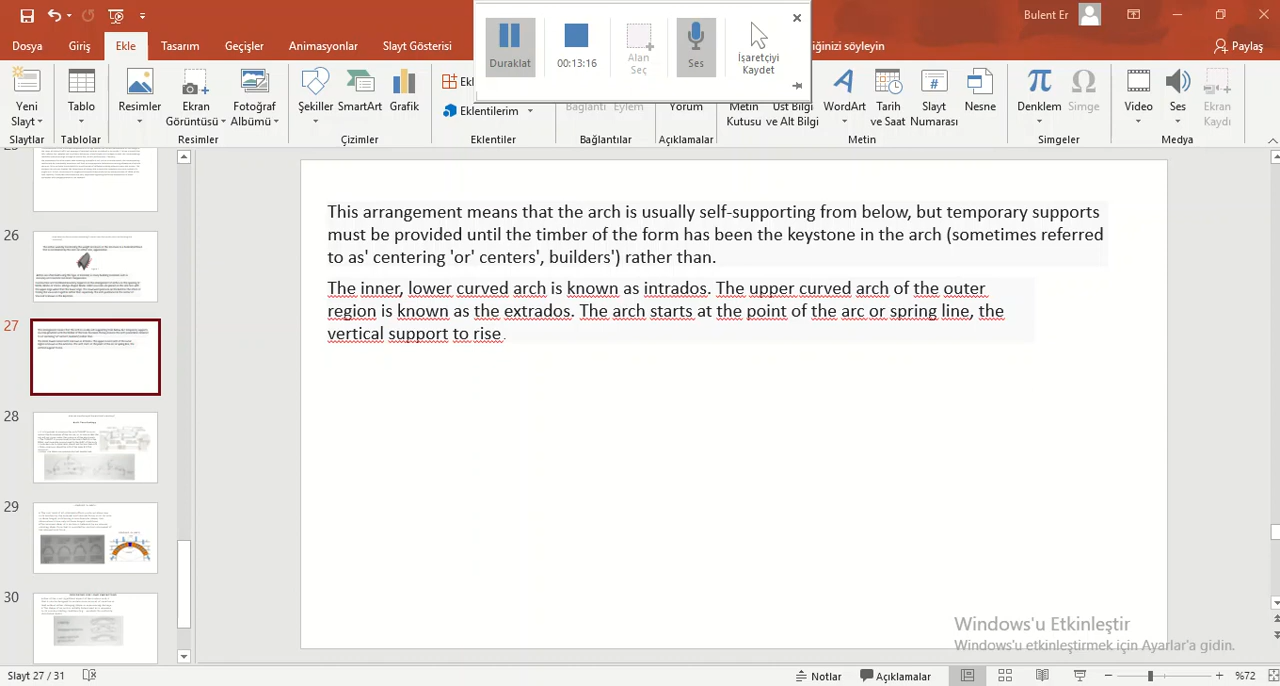 Bulent Er
Dosya
Giriş
Ekle
Tasarım
Geçişler
Animasyonlar
Slayt Gösterisi
iğinizi söyleyin
Paylaş
Duraklat
00:13:16
Alan
Seç
Ses
İşaretçiyi
Kaydet
Yeni
Slayt
Tablo
Resimler
Ekran
Görüntüsü
Fotoğraf
Albümü
Şekiller
SmartArt
Grafik
Ekl
Eklentilerim
Bağlantı
Eylem
Yorum
Metin
Kutusu
Üst Bilgi
ve Alt Bilgi
WordArt
Tarih
ve Saat
Slayt
Numarası
Nesne
Denklem
Simge
Video
Ses
Ekran
Kaydı
Slaytlar
Tablolar
Resimler
Çizimler
Eklentiler
Bağlantılar
Açıklamalar
Metin
Simgeler
Medya
26
27
28
29
30
This arrangement means that the arch is usually self-supporting from below, but temporary supports
must be provided until the timber of the form has been the keystone in the arch (sometimes referred
to as' centering 'or' centers', builders') rather than.
The inner, lower curved arch is known as intrados. The upper curved arch of the outer
region is known as the extrados. The arch starts at the point of the arc or spring line, the
vertical support to rise.
Windows'u Etkinleştir
Windows'u etkinleştirmek için Ayarlar'a gidin.
Slayt 27 / 31
Notlar
Açıklamalar
%72